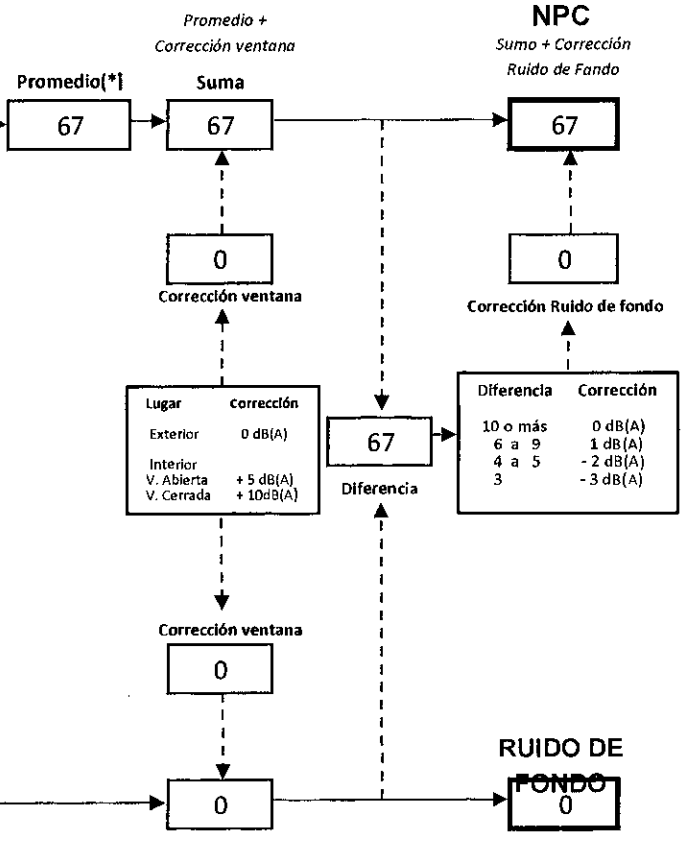 Promedio +
Corrección ventana
NPC
Sumo + Corrección
Ruido de Fando
Promedio(*)
Suma
67
67
67
0
Corrección ventana
0
Corrección Ruido de fondo
Lugar Corrección
Exterior 0 dB(A)
Interior
V. Abierta + 5 dB(A)
V. Cerrada + 10dB(A)
67
Diferencia
Diferencia Corrección
10 o más 0 dB(A)
6 a 9 1 dB(A)
4 a 5 - 2 dB(A)
3 - 3 dB(A)
Corrección ventana
0
0
RUIDO DE
FONDO
0